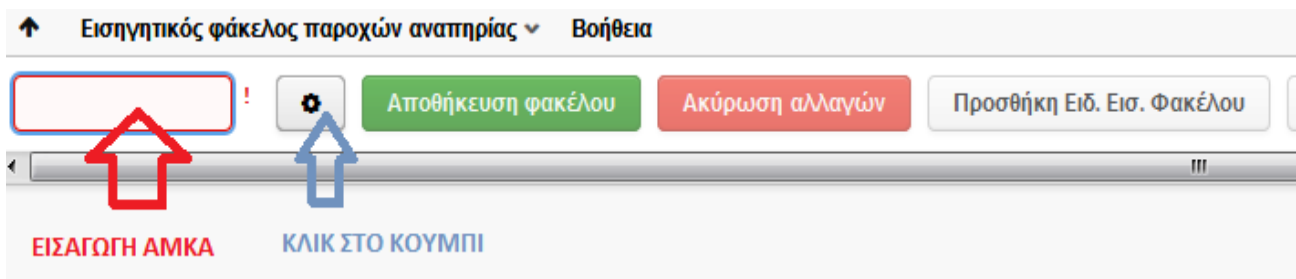 Εισηγητικός φάκελος παροχών αναπηρίας Βοήθεια
! Αποθήκευση φακέλου Ακύρωση αλλαγών Προσθήκη Ειδ. Εισ. Φακέλου
ΕΙΣΑΓΩΓΗ ΑΜΚΑ ΚΛΙΚ ΣΤΟ ΚΟΥΜΠΙ